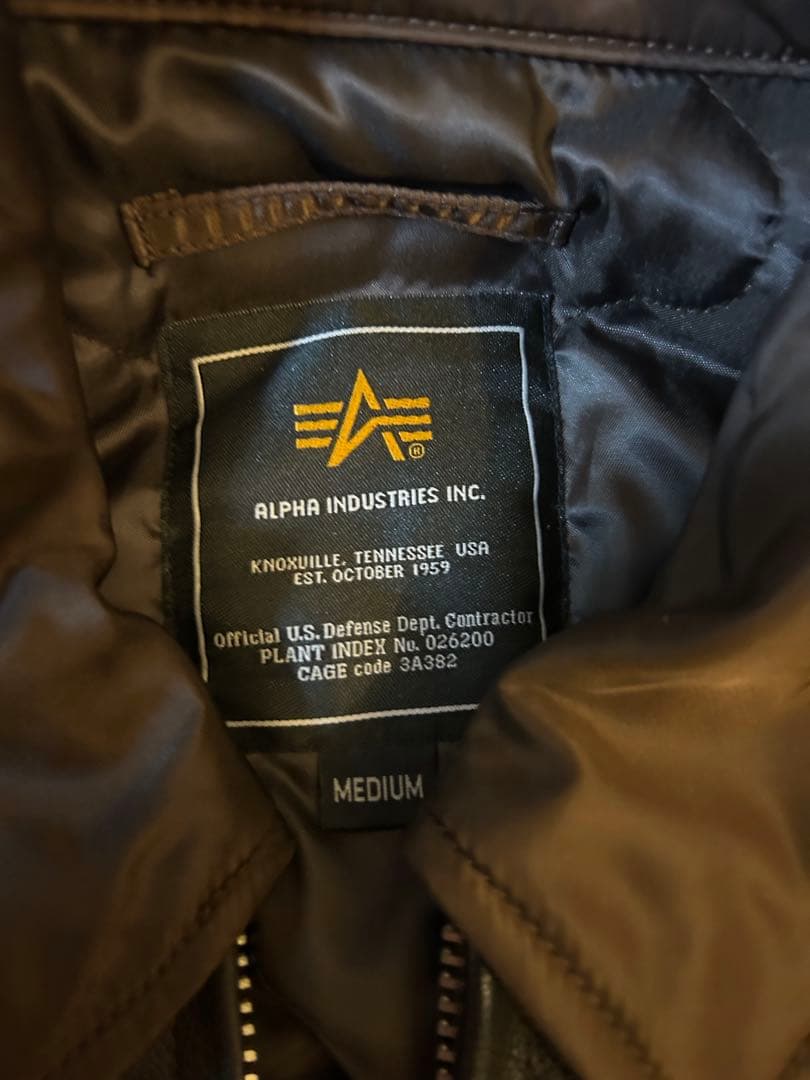 ®
ALPHA INDUSTRIES INC.
KNOXVILLE, TENNESSEE USA
EST. OCTOBER 1959
Official U.S. Defense Dept. Contractor
PLANT INDEX No. 026200
CAGE code 3A382
MEDIUM